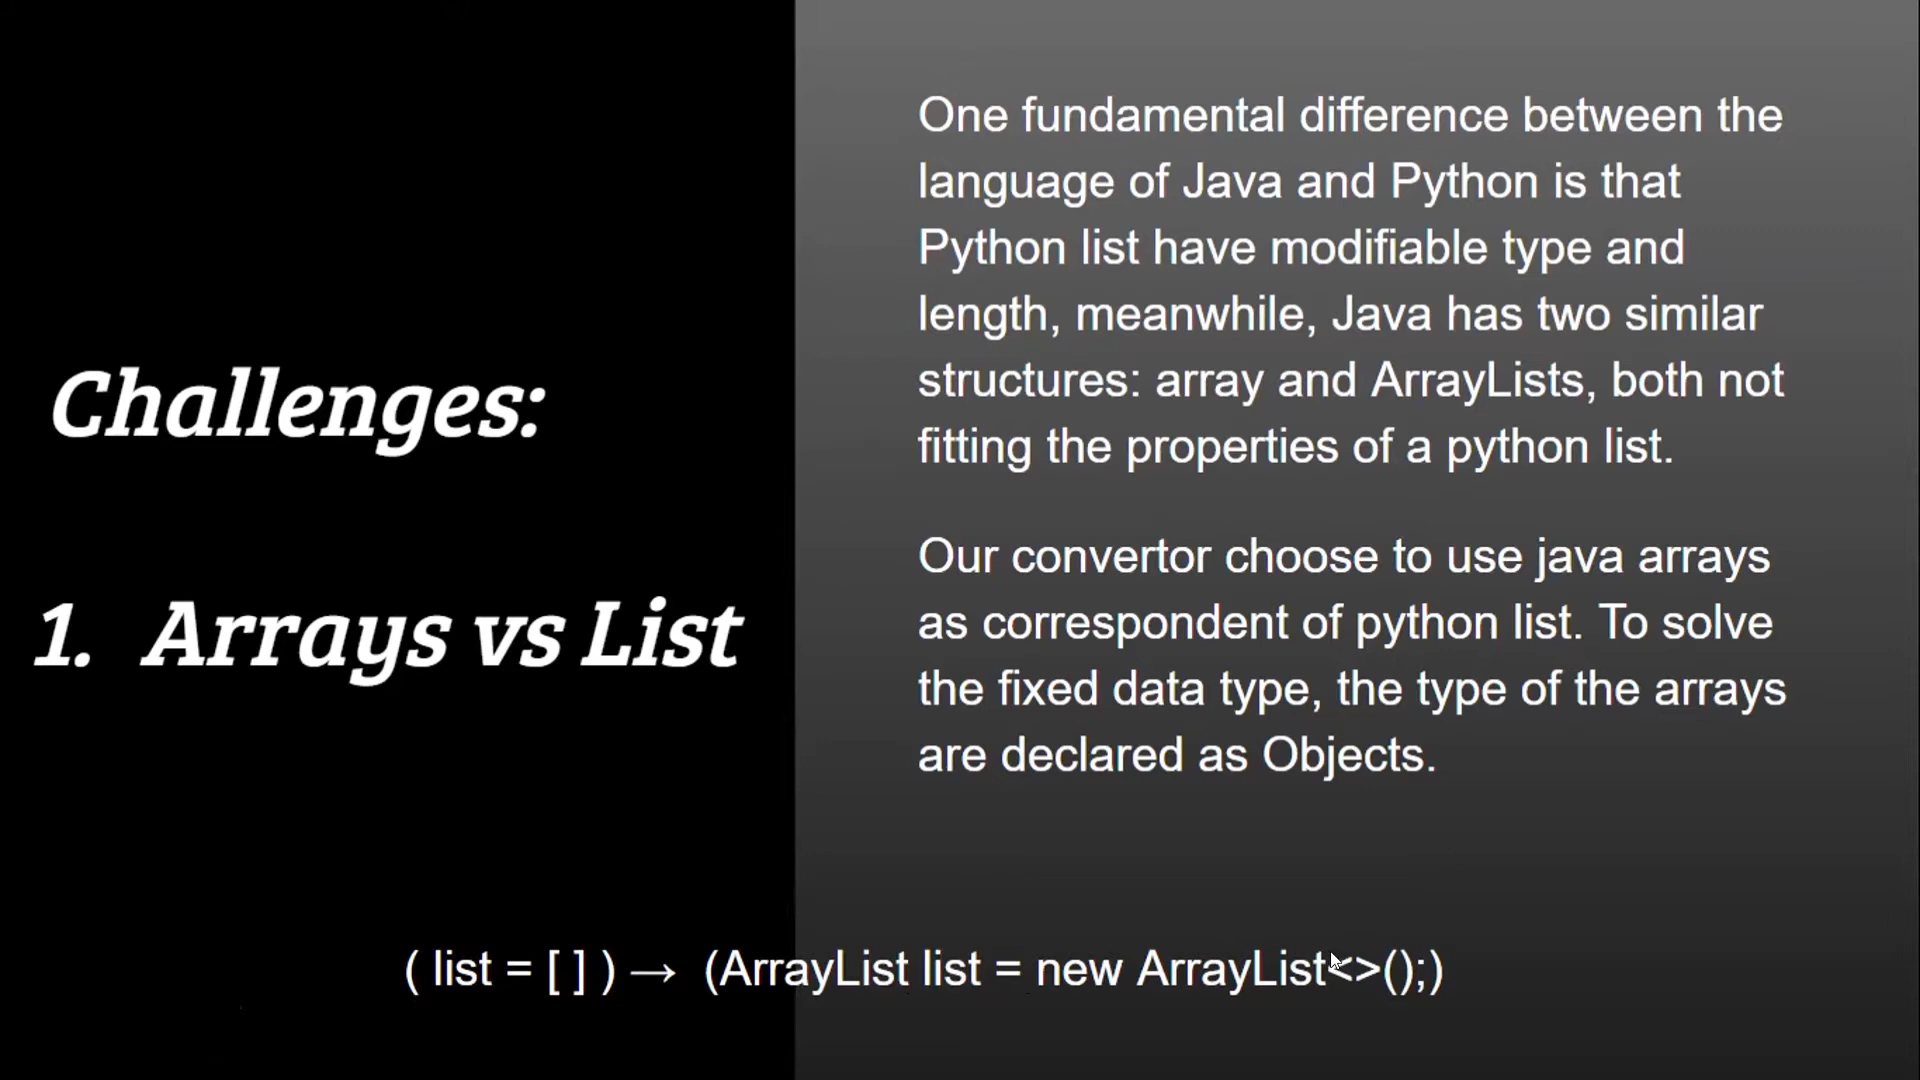 Challenges:
1. Arrays vs List
One fundamental difference between the
language of Java and Python is that
Python list have modifiable type and
length, meanwhile, Java has two similar
structures: array and ArrayLists, both not
fitting the properties of a python list.
Our convertor choose to use java arrays
as correspondent of python list. To solve
the fixed data type, the type of the arrays
are declared as Objects.
( list = [ ] ) → (ArrayList list = new ArrayList<>();)